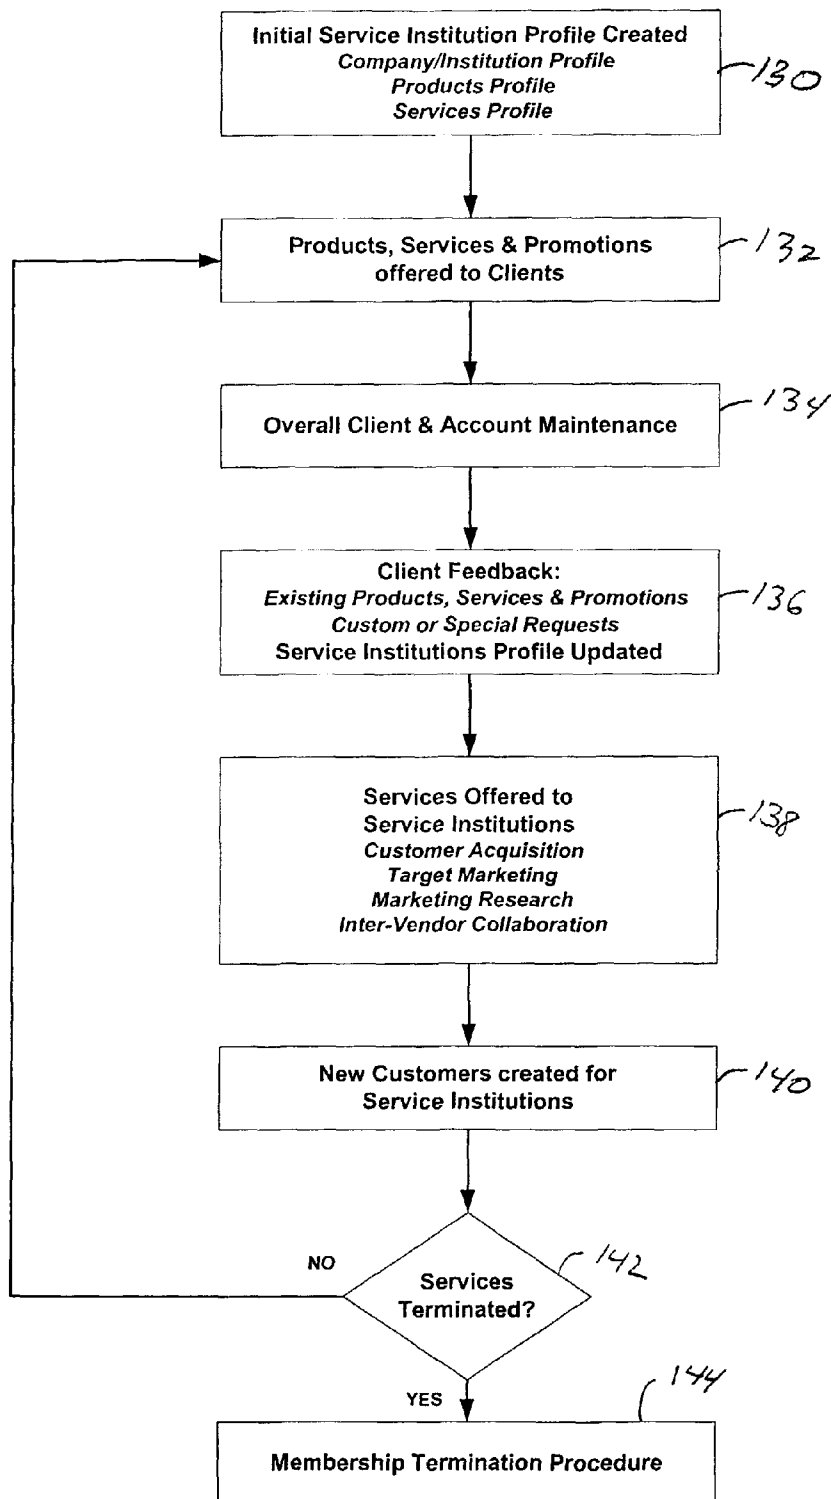 Initial Service Institution Profile Created
Company/Institution Profile
Products Profile
Services Profile
130
Products, Services & Promotions
offered to Clients
132
Overall Client & Account Maintenance
134
Client Feedback:
Existing Products, Services & Promotions
Custom or Special Requests
Service Institutions Profile Updated
136
Services Offered to
Service Institutions
Customer Acquisition
Target Marketing
Marketing Research
Inter-Vendor Collaboration
138
New Customers created for
Service Institutions
140
NO
Services
Terminated?
142
YES
144
Membership Termination Procedure